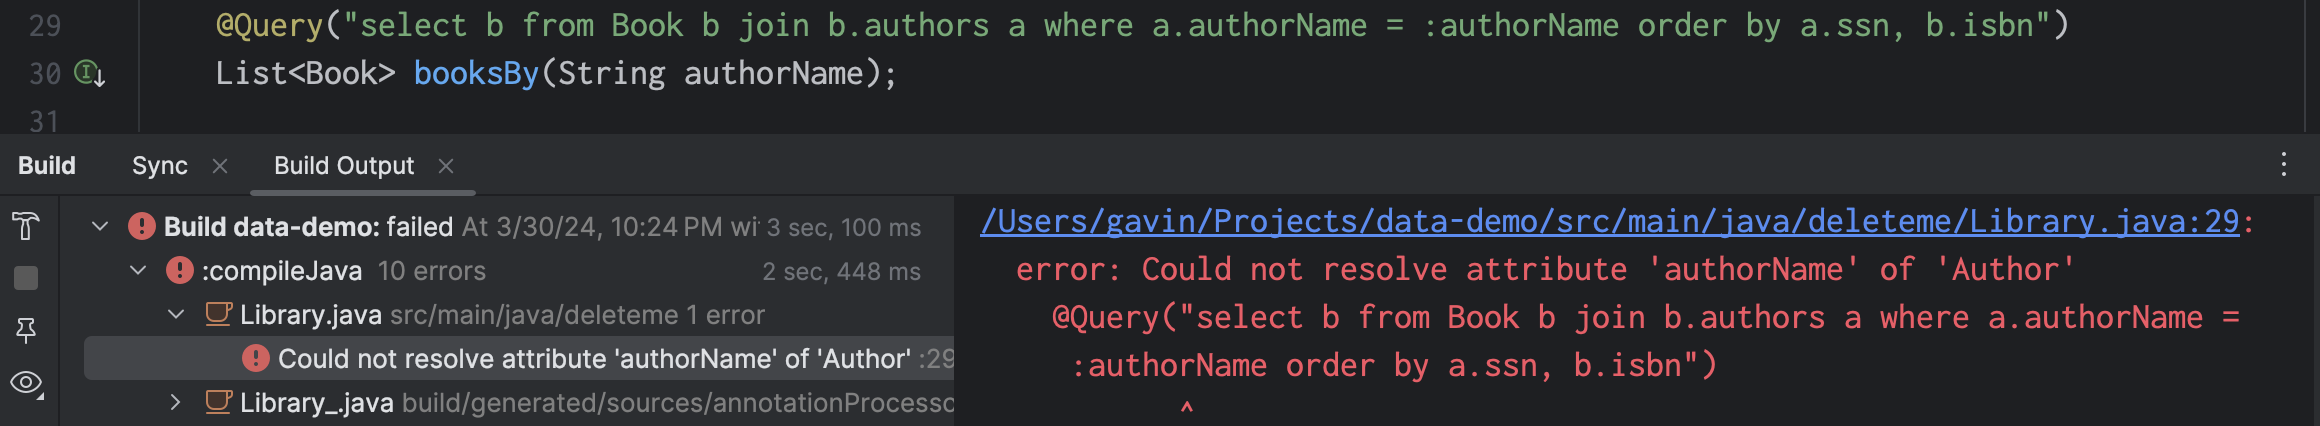 29 @Query("select b from Book b join b.authors a where a.authorName = :authorName order by a.ssn, b.isbn")
30 List<Book> booksBy(String authorName);
31
Build Sync Build Output
Build data-demo: failed At 3/30/24, 10:24 PM wi 3 sec, 100 ms
:compileJava 10 errors 2 sec, 448 ms
Library.java src/main/java/deleteme 1 error
Could not resolve attribute 'authorName' of 'Author' :29
Library_.java build/generated/sources/annotationProcesso
/Users/gavin/Projects/data-demo/src/main/java/deleteme/Library.java:29:
error: Could not resolve attribute 'authorName' of 'Author'
@Query("select b from Book b join b.authors a where a.authorName =
:authorName order by a.ssn, b.isbn")
^